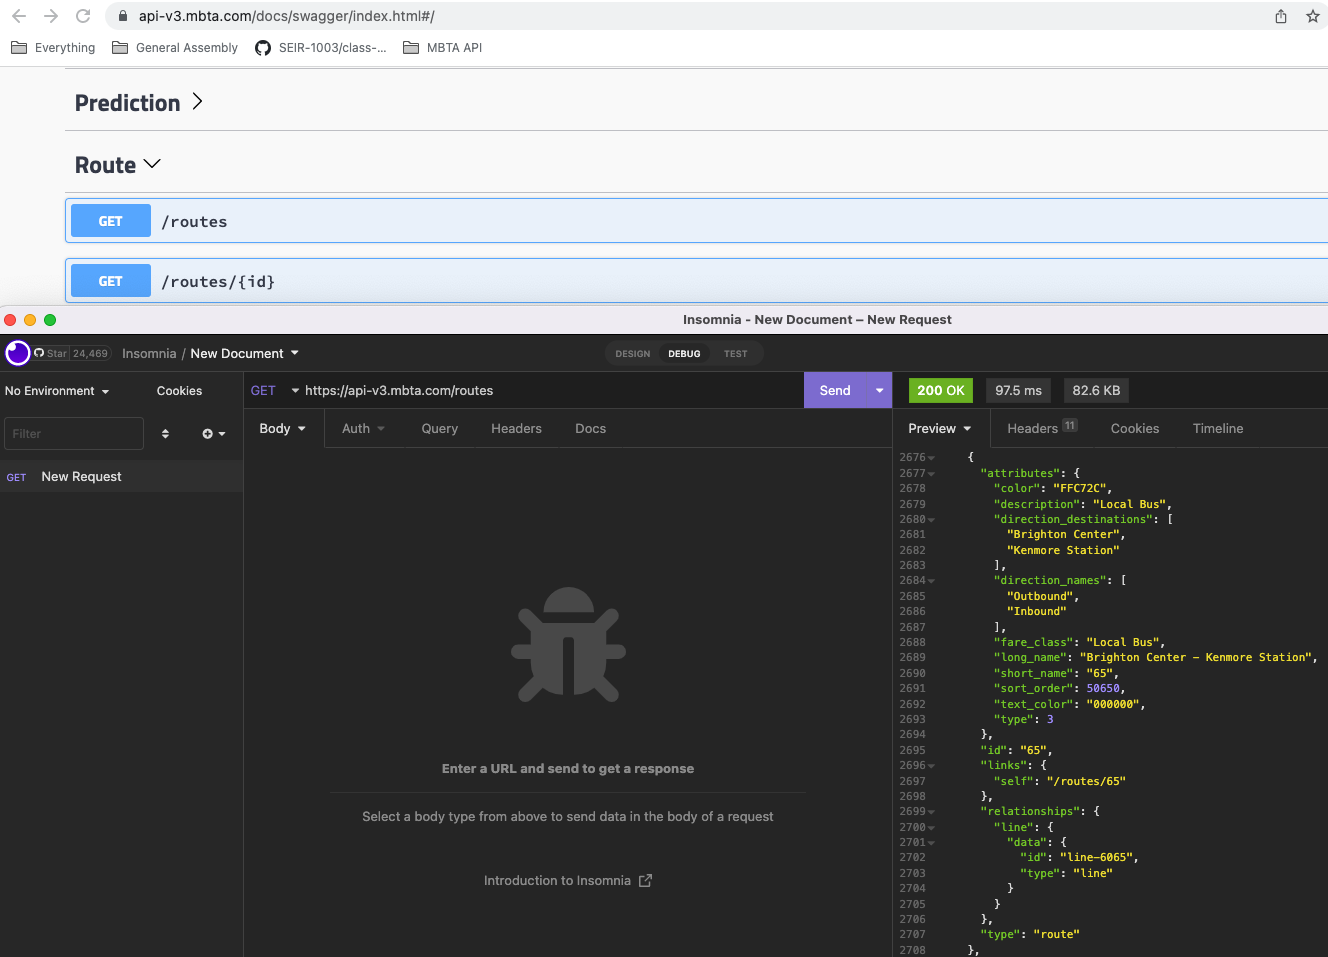 api-v3.mbta.com/docs/swagger/index.html#/
Everything General Assembly SEIR-1003/class-... MBTA API
Prediction
Route
GET /routes
GET /routes/{id}
Insomnia - New Document – New Request
Star 24,469 Insomnia / New Document DESIGN DEBUG TEST
No Environment Cookies GET https://api-v3.mbta.com/routes Send 200 OK 97.5 ms 82.6 KB
Filter Body Auth Query Headers Docs Preview Headers 11 Cookies Timeline
GET New Request
Enter a URL and send to get a response
Select a body type from above to send data in the body of a request
Introduction to Insomnia
2676 {
2677 "attributes": {
2678 "color": "FFC72C",
2679 "description": "Local Bus",
2680 "direction_destinations": [
2681 "Brighton Center",
2682 "Kenmore Station"
2683 ],
2684 "direction_names": [
2685 "Outbound",
2686 "Inbound"
2687 ],
2688 "fare_class": "Local Bus",
2689 "long_name": "Brighton Center - Kenmore Station",
2690 "short_name": "65",
2691 "sort_order": 50650,
2692 "text_color": "000000",
2693 "type": 3
2694 },
2695 "id": "65",
2696 "links": {
2697 "self": "/routes/65"
2698 },
2699 "relationships": {
2700 "line": {
2701 "data": {
2702 "id": "line-6065",
2703 "type": "line"
2704 }
2705 }
2706 },
2707 "type": "route"
2708 },